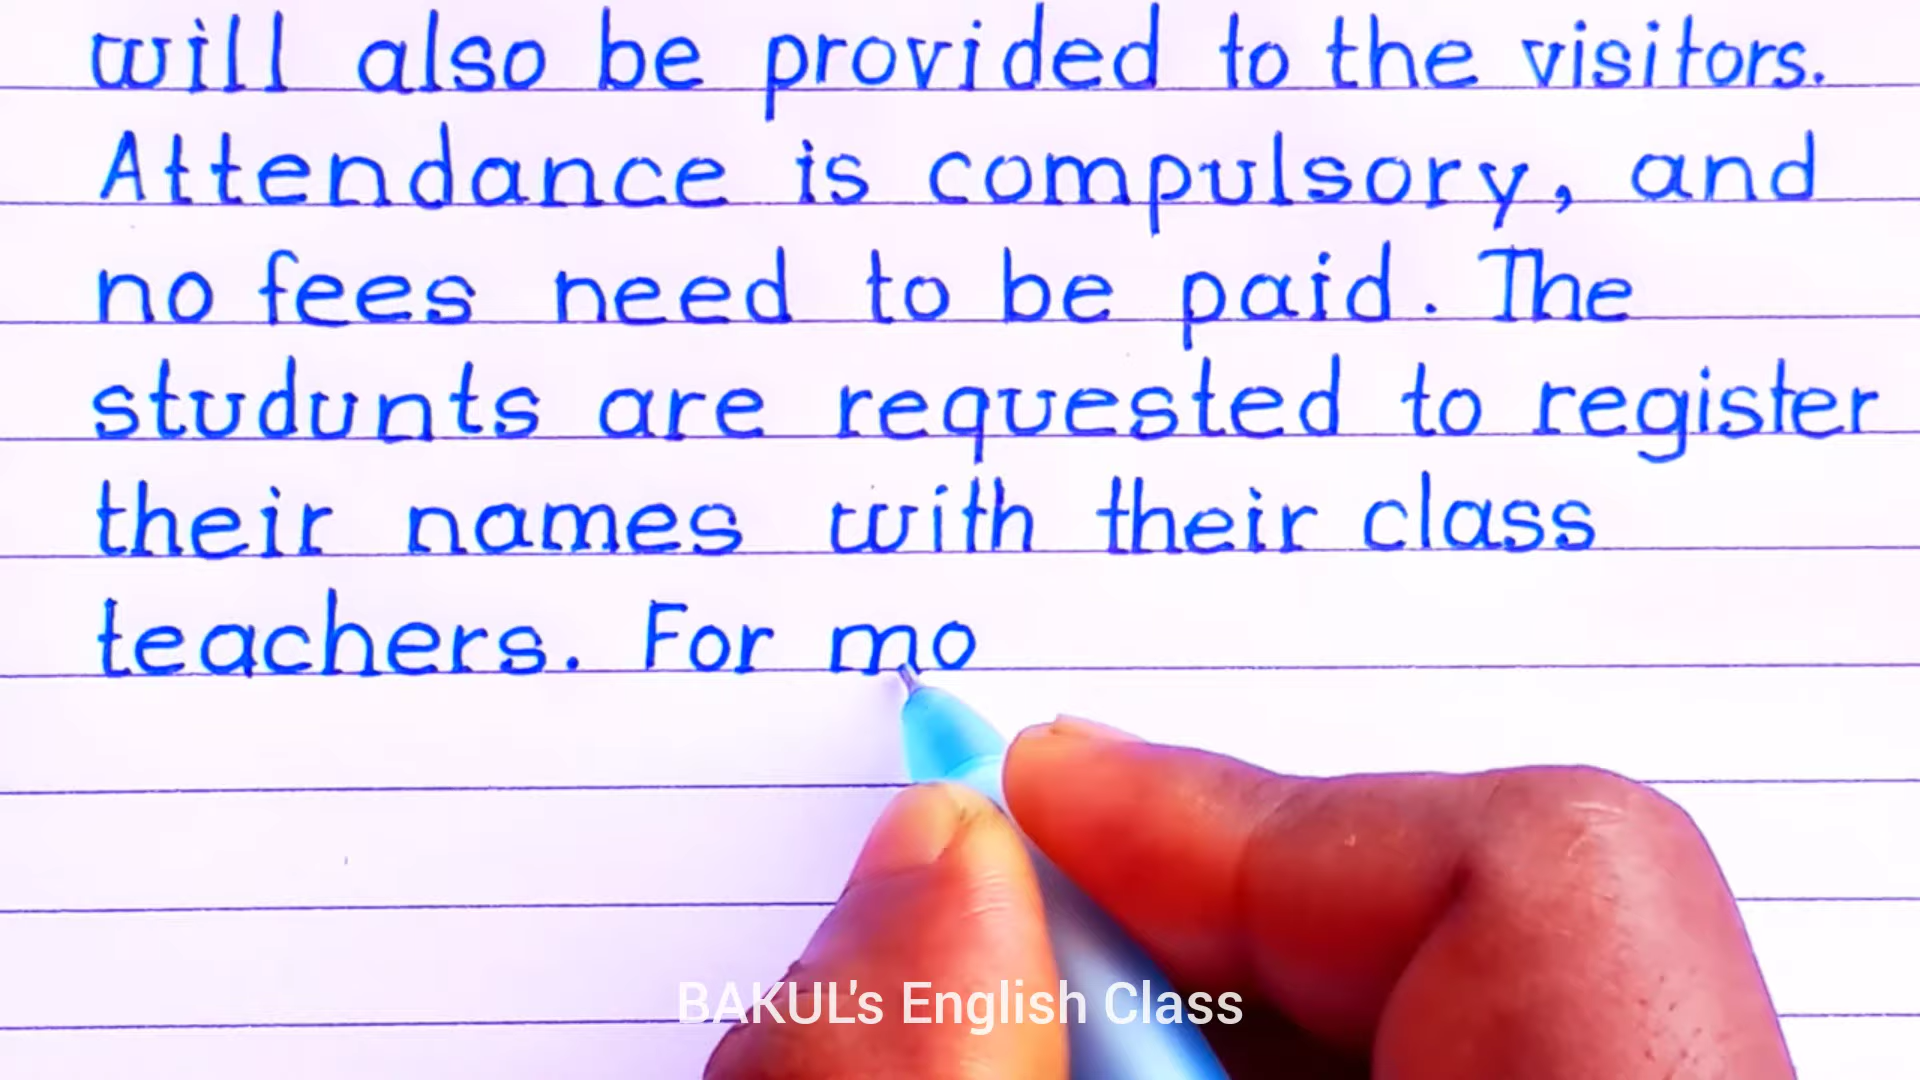 will also be provided to the visitors.
Attendance is compulsory, and
no fees need to be paid. The
studunts are requested to register
their names with their class
teachers. For mo
BAKUL's English Class